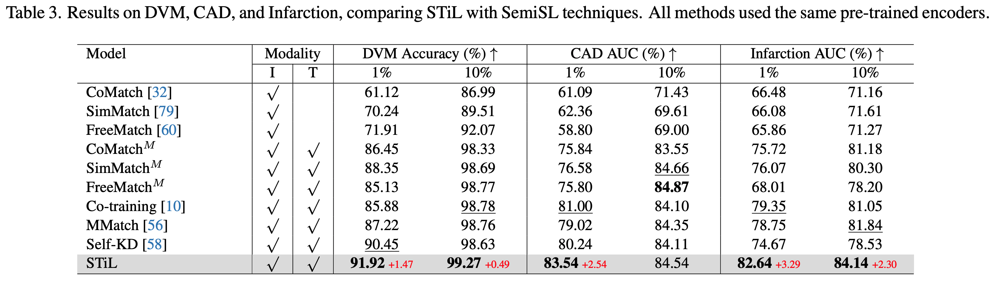 Table 3. Results on DVM, CAD, and Infarction, comparing STiL with SemiSL techniques. All methods used the same pre-trained encoders.
Model Modality DVM Accuracy (%) ↑ CAD AUC (%) ↑ Infarction AUC (%) ↑
I T 1% 10% 1% 10% 1% 10%
CoMatch [32] ✓ 61.12 86.99 61.09 71.43 66.48 71.16
SimMatch [79] ✓ 70.24 89.51 62.36 69.61 66.08 71.61
FreeMatch [60] ✓ 71.91 92.07 58.80 69.00 65.86 71.27
CoMatch^M ✓ ✓ 86.45 98.33 75.84 83.55 75.72 81.18
SimMatch^M ✓ ✓ 88.35 98.69 76.58 84.66 76.07 80.30
FreeMatch^M ✓ ✓ 85.13 98.77 75.80 84.87 68.01 78.20
Co-training [10] ✓ ✓ 85.88 98.78 81.00 84.10 79.35 81.05
MMatch [56] ✓ ✓ 87.22 98.76 79.02 84.35 78.75 81.84
Self-KD [58] ✓ ✓ 90.45 98.63 80.24 84.11 74.67 78.53
STiL ✓ ✓ 91.92 +1.47 99.27 +0.49 83.54 +2.54 84.54 82.64 +3.29 84.14 +2.30